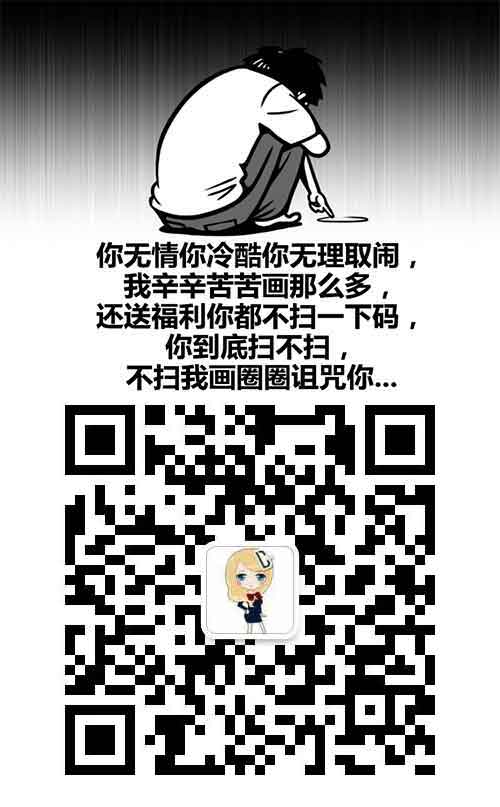 你无情你冷酷你无理取闹，
我辛辛苦苦画那么多，
还送福利你都不扫一下码，
你到底扫不扫，
不扫我画圈圈诅咒你...